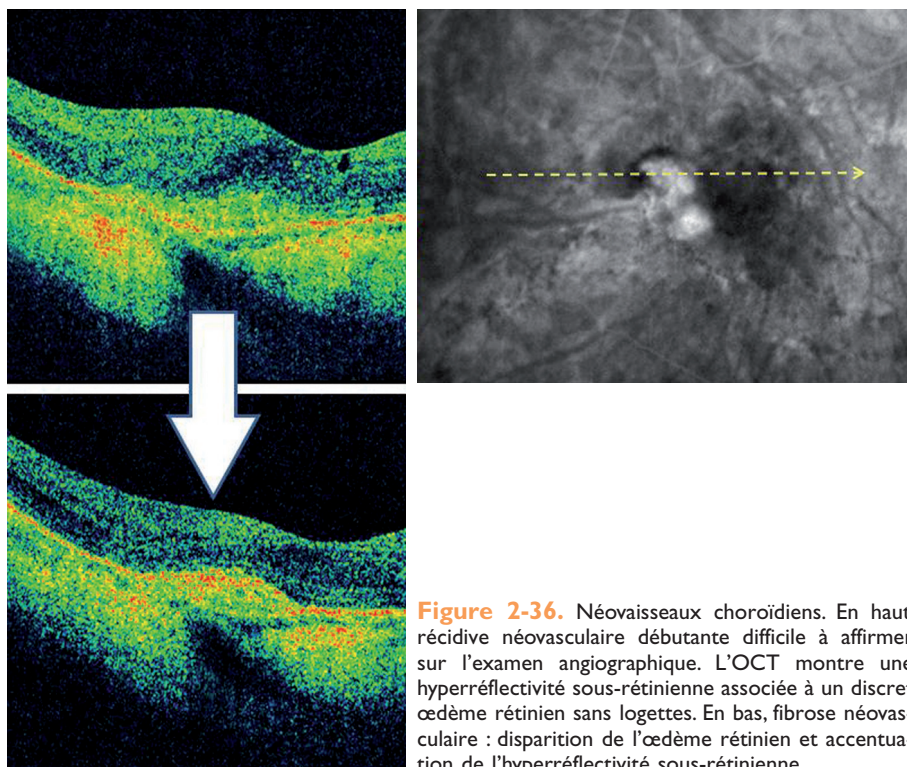 Figure 2-36. Néovaisseaux choroïdiens. En haut
récidive néovasculaire débutante difficile à affirmer
sur l'examen angiographique. L'OCT montre une
hyperréflectivité sous-rétinienne associée à un discret
œdème rétinien sans logettes. En bas, fibrose néovas-
culaire : disparition de l'œdème rétinien et accentua-
tion de l'hyperréflectivité sous-rétinienne